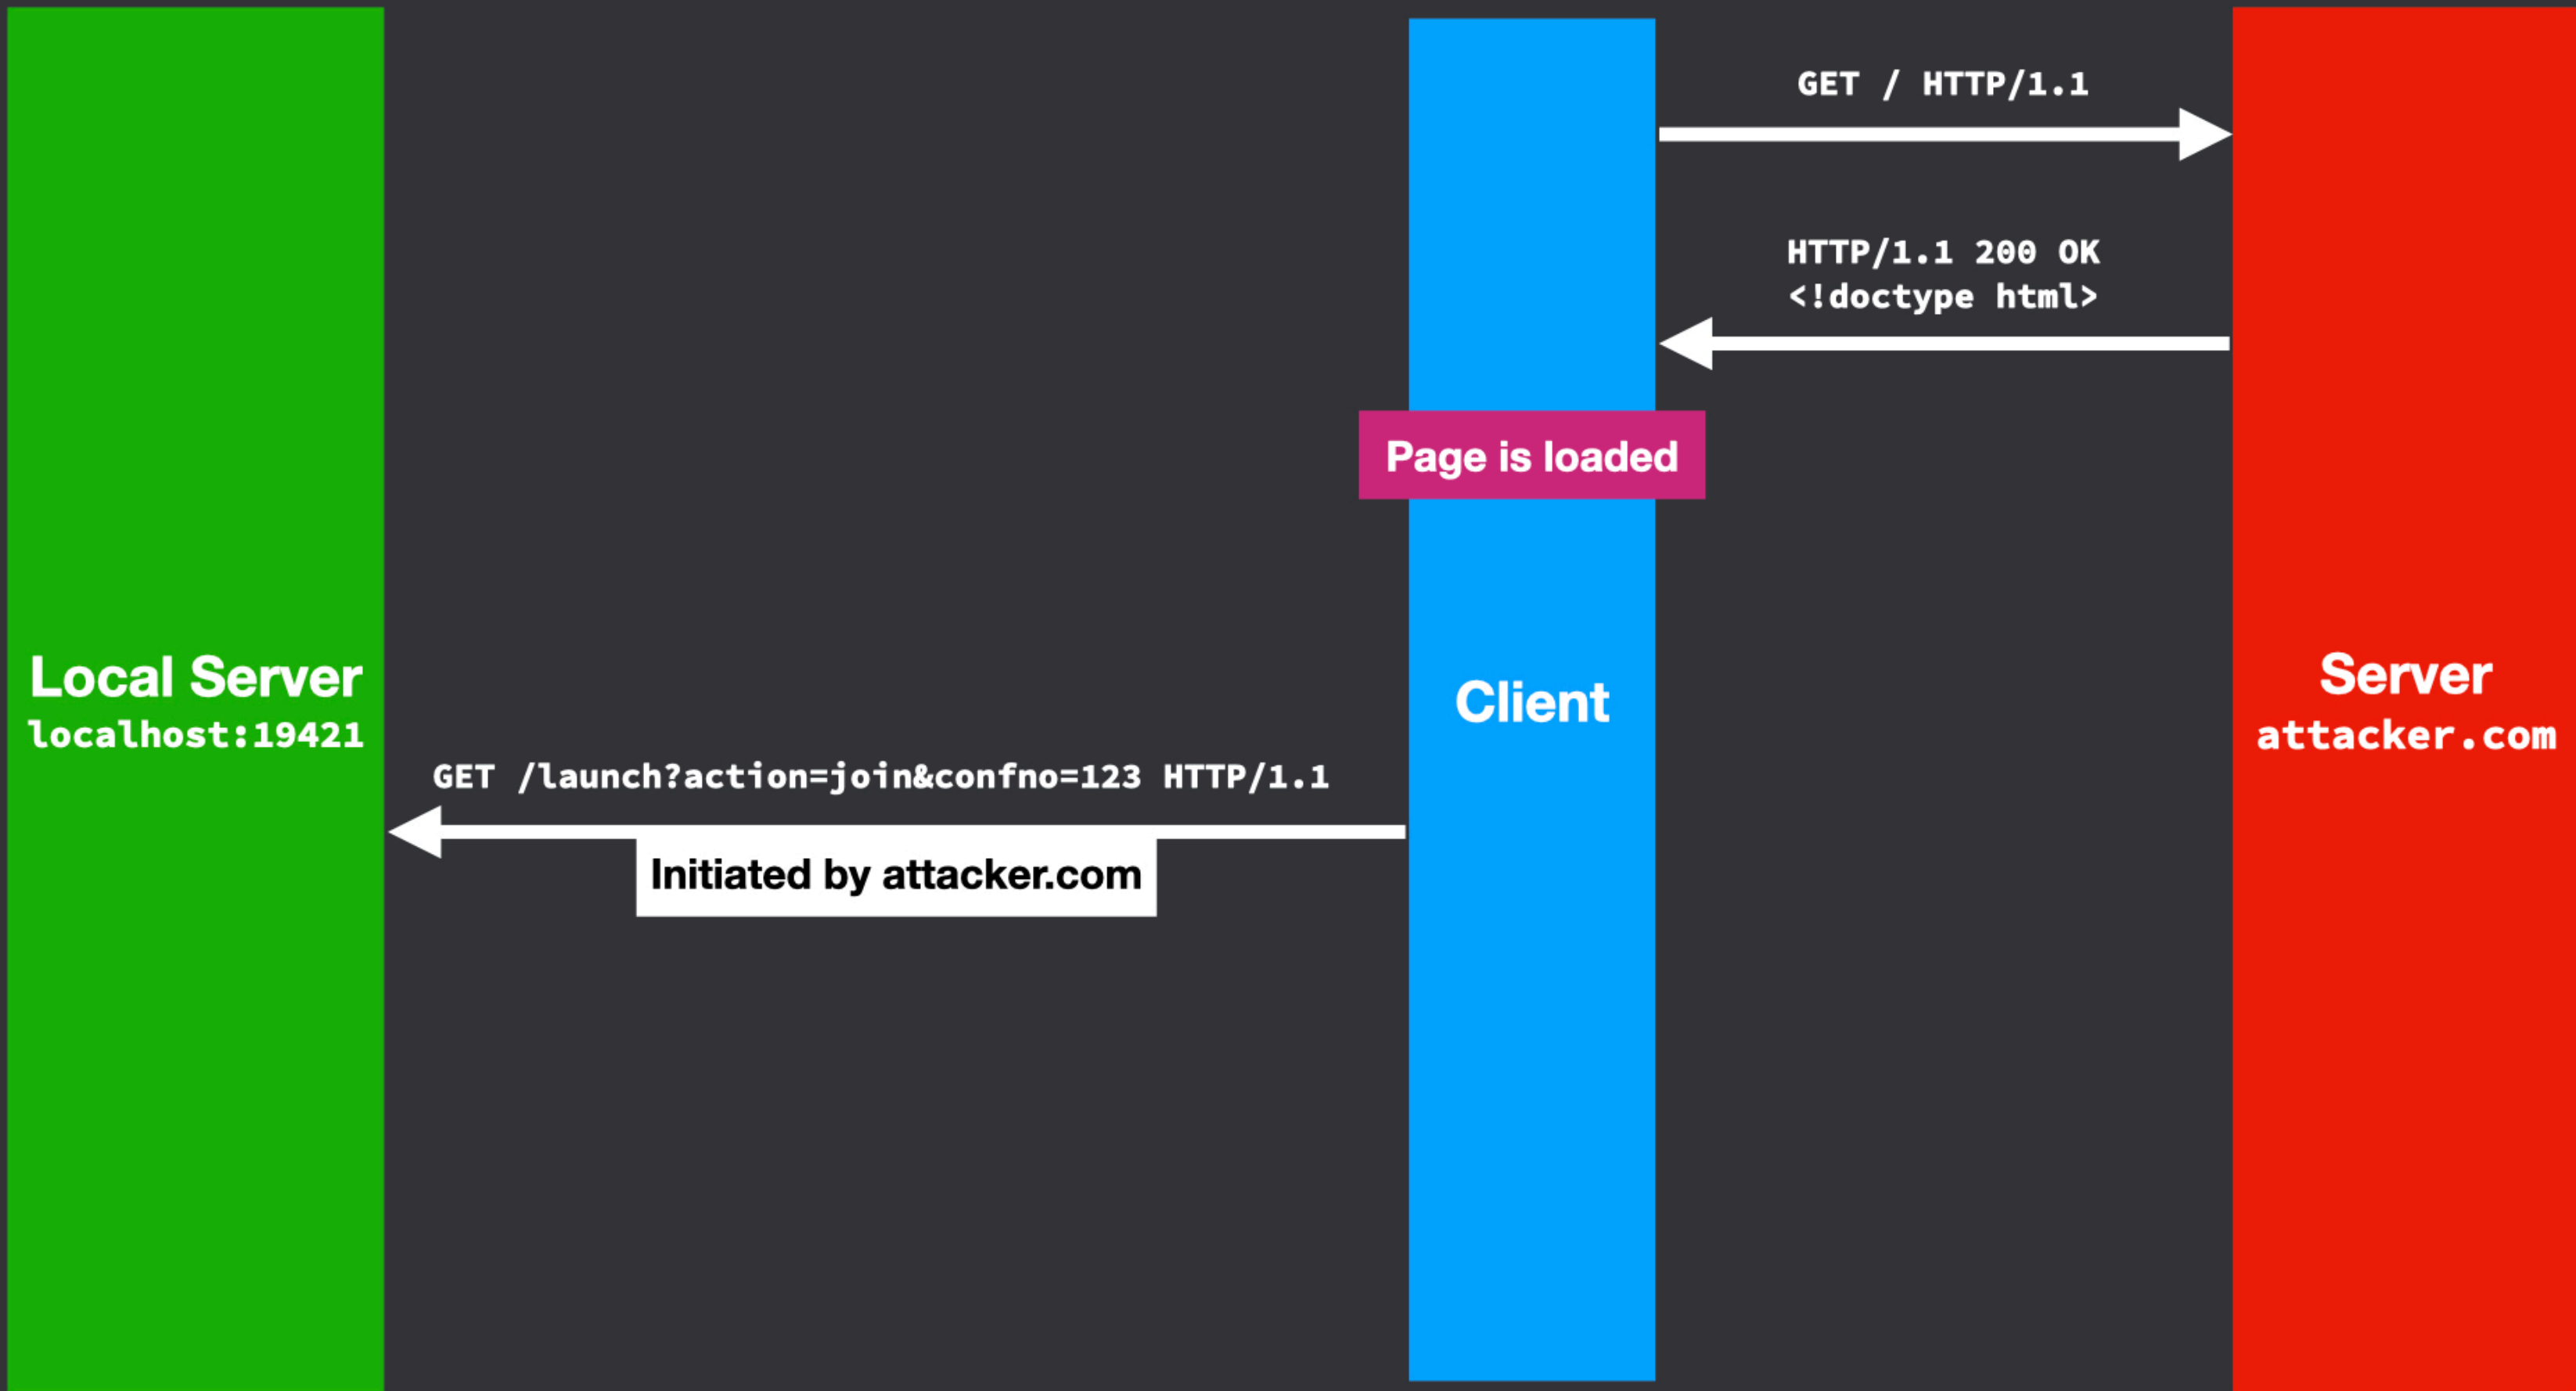 GET / HTTP/1.1
HTTP/1.1 200 OK
<!doctype html>
Page is loaded
Local Server
localhost:19421
Client
Server
attacker.com
GET /launch?action=join&confno=123 HTTP/1.1
Initiated by attacker.com